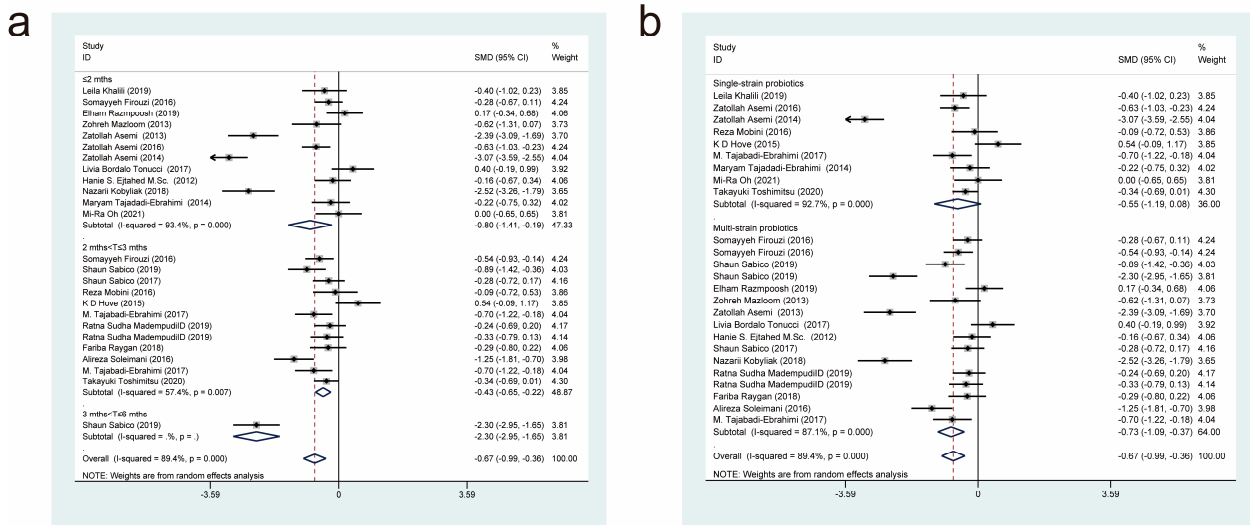 a
Study %
ID SMD (95% CI) Weight
≤2 mths
Leila Khalili (2019) -0.40 (-1.02, 0.23) 3.85
Somayyeh Firouzi (2016) -0.28 (-0.67, 0.11) 4.24
Elham Razmpoosh (2019) 0.17 (-0.34, 0.68) 4.06
Zohreh Mazloom (2013) -0.62 (-1.31, 0.07) 3.73
Zatollah Asemi (2013) -2.39 (-3.09, -1.69) 3.70
Zatollah Asemi (2016) -0.63 (-1.03, -0.23) 4.24
Zatollah Asemi (2014) -3.07 (-3.59, -2.55) 4.04
Livia Bordalo Tonucci (2017) 0.40 (-0.19, 0.99) 3.92
Hanie S. Ejtahed M.Sc. (2012) -0.16 (-0.67, 0.34) 4.06
Nazarii Kobyliak (2018) -2.52 (-3.26, -1.79) 3.65
Maryam Tajadadi-Ebrahimi (2014) -0.22 (-0.75, 0.32) 4.02
Mi-Ra Oh (2021) 0.00 (-0.65, 0.65) 3.81
Subtotal (I-squared = 93.4%, p = 0.000) -0.80 (-1.41, -0.19) 47.33
.
2 mths<T≤3 mths
Somayyeh Firouzi (2016) -0.54 (-0.93, -0.14) 4.24
Shaun Sabico (2019) -0.89 (-1.42, -0.36) 4.03
Shaun Sabico (2017) -0.28 (-0.72, 0.17) 4.16
Reza Mobini (2016) -0.09 (-0.72, 0.53) 3.86
K D Hove (2015) 0.54 (-0.09, 1.17) 3.85
M. Tajabadi-Ebrahimi (2017) -0.70 (-1.22, -0.18) 4.04
Ratna Sudha MadempudiID (2019) -0.24 (-0.69, 0.20) 4.17
Ratna Sudha MadempudiID (2019) -0.33 (-0.79, 0.13) 4.14
Fariba Raygan (2018) -0.29 (-0.80, 0.22) 4.06
Alireza Soleimani (2016) -1.25 (-1.81, -0.70) 3.98
M. Tajabadi-Ebrahimi (2017) -0.70 (-1.22, -0.18) 4.04
Takayuki Toshimitsu (2020) -0.34 (-0.69, 0.01) 4.30
Subtotal (I-squared = 57.4%, p = 0.007) -0.43 (-0.65, -0.22) 48.87
.
3 mths<T≤6 mths
Shaun Sabico (2019) -2.30 (-2.95, -1.65) 3.81
Subtotal (I-squared = .%, p = .) -2.30 (-2.95, -1.65) 3.81
.
Overall (I-squared = 89.4%, p = 0.000) -0.67 (-0.99, -0.36) 100.00
NOTE: Weights are from random effects analysis
-3.59 0 3.59
b
Study %
ID SMD (95% CI) Weight
Single-strain probiotics
Leila Khalili (2019) -0.40 (-1.02, 0.23) 3.85
Zatollah Asemi (2016) -0.63 (-1.03, -0.23) 4.24
Zatollah Asemi (2014) -3.07 (-3.59, -2.55) 4.04
Reza Mobini (2016) -0.09 (-0.72, 0.53) 3.86
K D Hove (2015) 0.54 (-0.09, 1.17) 3.85
M. Tajabadi-Ebrahimi (2017) -0.70 (-1.22, -0.18) 4.04
Maryam Tajadadi-Ebrahimi (2014) -0.22 (-0.75, 0.32) 4.02
Mi-Ra Oh (2021) 0.00 (-0.65, 0.65) 3.81
Takayuki Toshimitsu (2020) -0.34 (-0.69, 0.01) 4.30
Subtotal (I-squared = 92.7%, p = 0.000) -0.55 (-1.19, 0.08) 36.00
.
Multi-strain probiotics
Somayyeh Firouzi (2016) -0.28 (-0.67, 0.11) 4.24
Somayyeh Firouzi (2016) -0.54 (-0.93, -0.14) 4.24
Shaun Sabico (2019) -0.89 (-1.42, -0.36) 4.03
Shaun Sabico (2019) -2.30 (-2.95, -1.65) 3.81
Elham Razmpoosh (2019) 0.17 (-0.34, 0.68) 4.06
Zohreh Mazloom (2013) -0.62 (-1.31, 0.07) 3.73
Zatollah Asemi (2013) -2.39 (-3.09, -1.69) 3.70
Livia Bordalo Tonucci (2017) 0.40 (-0.19, 0.99) 3.92
Hanie S. Ejtahed M.Sc. (2012) -0.16 (-0.67, 0.34) 4.06
Shaun Sabico (2017) -0.28 (-0.72, 0.17) 4.16
Nazarii Kobyliak (2018) -2.52 (-3.26, -1.79) 3.65
Ratna Sudha MadempudiID (2019) -0.24 (-0.69, 0.20) 4.17
Ratna Sudha MadempudiID (2019) -0.33 (-0.79, 0.13) 4.14
Fariba Raygan (2018) -0.29 (-0.80, 0.22) 4.06
Alireza Soleimani (2016) -1.25 (-1.81, -0.70) 3.98
M. Tajabadi-Ebrahimi (2017) -0.70 (-1.22, -0.18) 4.04
Subtotal (I-squared = 87.1%, p = 0.000) -0.73 (-1.09, -0.37) 64.00
.
Overall (I-squared = 89.4%, p = 0.000) -0.67 (-0.99, -0.36) 100.00
NOTE: Weights are from random effects analysis
-3.59 0 3.59